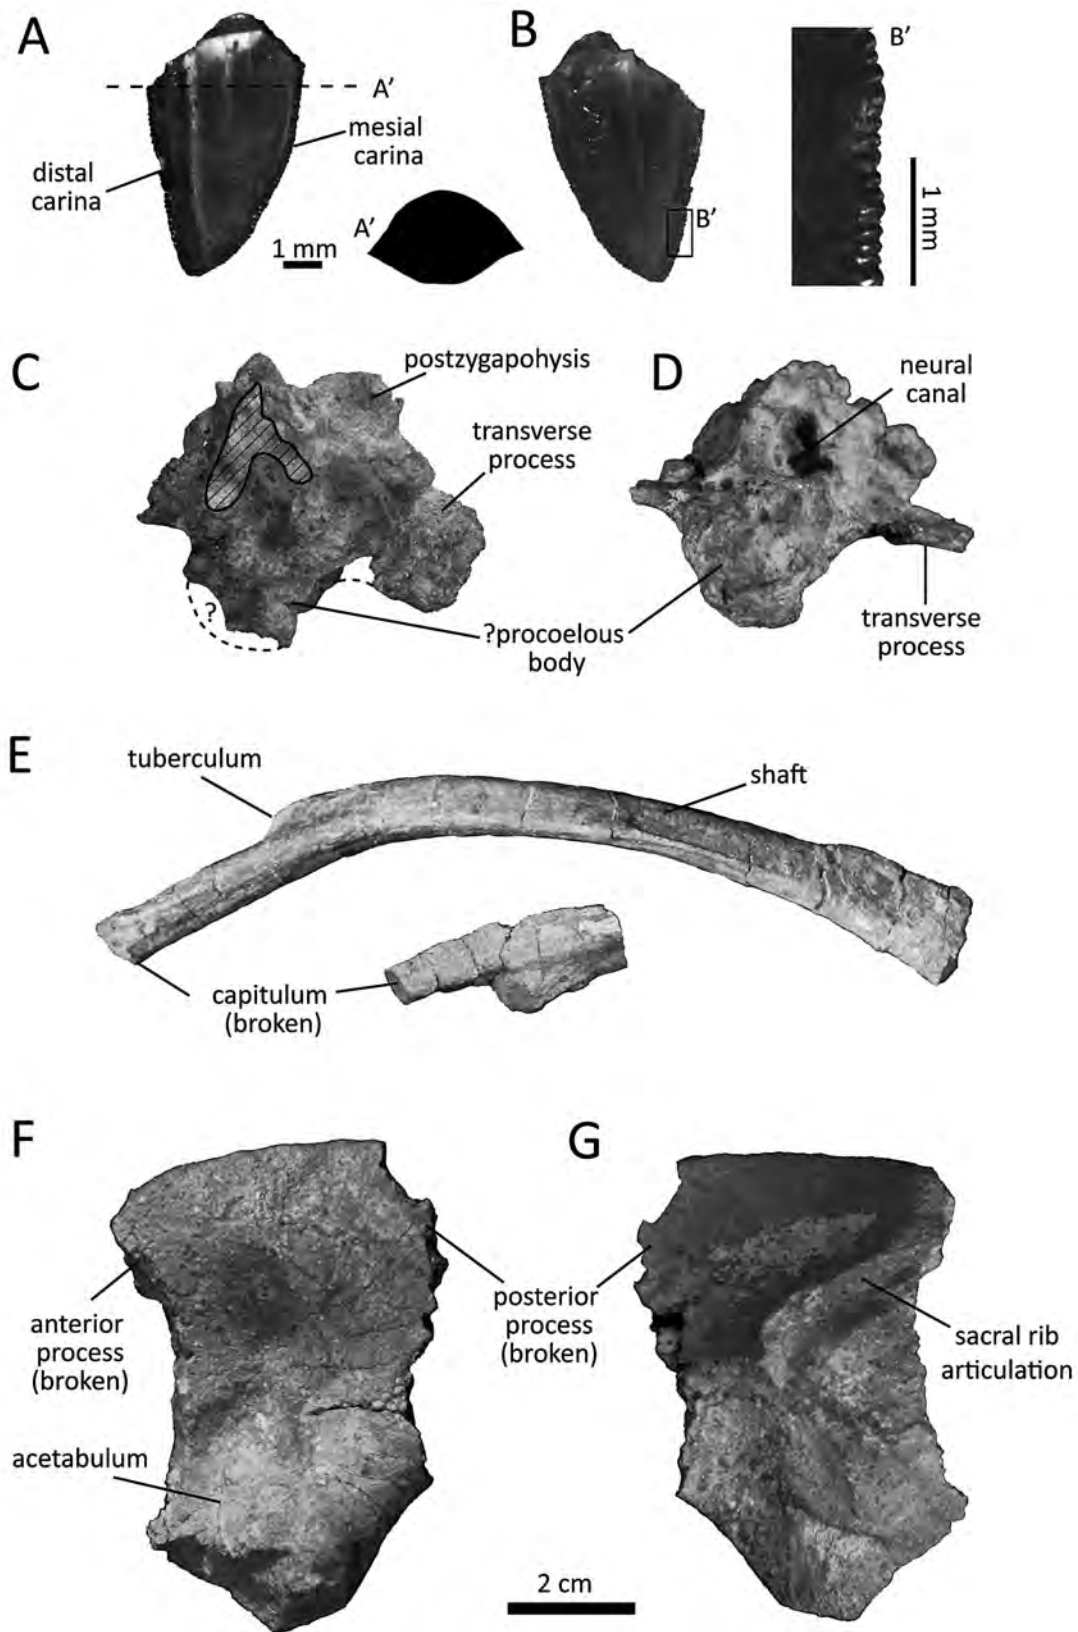 A
B
B'
A'
mesial
carina
distal
carina
A'
B'
1 mm
1 mm
C
postzygapohysis
D
neural
canal
transverse
process
?
?procoelous
body
transverse
process
E
tuberculum
shaft
capitulum
(broken)
F
G
anterior
process
(broken)
posterior
process
(broken)
sacral rib
articulation
acetabulum
2 cm